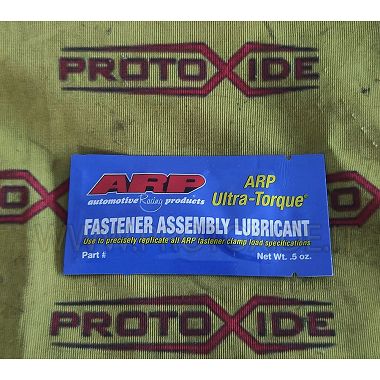 PROTOXIDE
ARP
automotive Racing products
ARP
Ultra-Torque®
FASTENER ASSEMBLY LUBRICANT
Use to precisely replicate all ARP fastener clamp load specifications
Part #
Net Wt. .5 oz.
PROTOXIDE